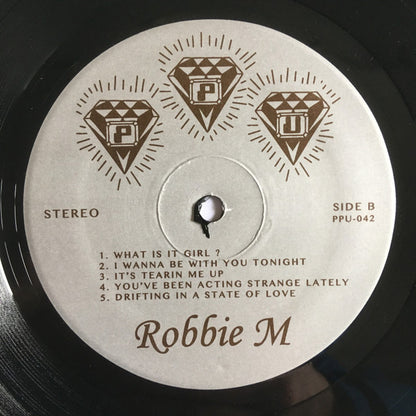 P P U
STEREO
SIDE B
PPU-042
1. WHAT IS IT GIRL ?
2. I WANNA BE WITH YOU TONIGHT
3. IT'S TEARIN ME UP
4. YOU'VE BEEN ACTING STRANGE LATELY
5. DRIFTING IN A STATE OF LOVE
Robbie M